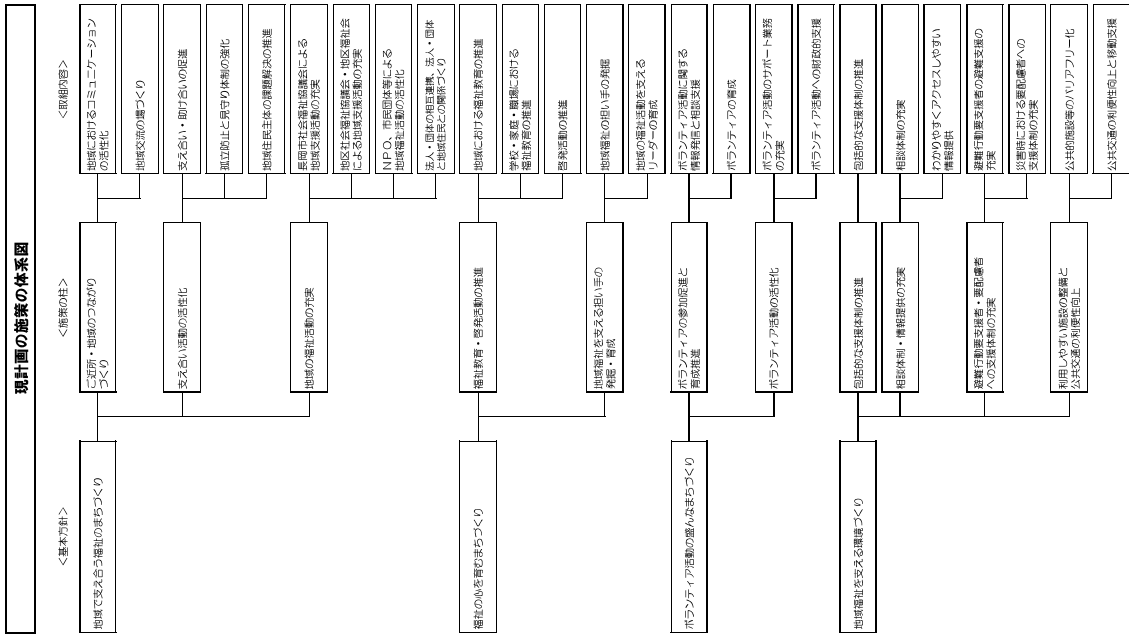 現計画の施策の体系図
＜基本方針＞
＜施策の柱＞
＜取組内容＞
地域で支え合う福祉のまちづくり
ご近所・地域のつながり
づくり
地域におけるコミュニケーション
の活性化
地域交流の場づくり
支え合い活動の活性化
支え合い・助け合いの促進
孤立防止と見守り体制の強化
地域住民主体の課題解決の推進
地域の福祉活動の充実
長岡市社会福祉協議会による
地域支援活動の充実
地区社会福祉協議会・地区福祉会
による地域支援活動の充実
ＮＰＯ、市民団体等による
地域福祉活動の活性化
法人・団体の相互連携、法人・団体
と地域住民との関係づくり
福祉の心を育むまちづくり
福祉教育・啓発活動の推進
地域における福祉教育の推進
学校・家庭・職場における
福祉教育の推進
啓発活動の推進
地域福祉を支える担い手の
発掘・育成
地域福祉の担い手の発掘
地域の福祉活動を支える
リーダーの育成
ボランティア活動の盛んなまちづくり
ボランティアの参加促進と
育成推進
ボランティア活動に関する
情報発信と相談支援
ボランティアの育成
ボランティア活動の活性化
ボランティア活動のサポート業務
の充実
ボランティア活動への財政的支援
地域福祉を支える環境づくり
包括的な支援体制の推進
包括的な支援体制の推進
相談体制・情報提供の充実
相談体制の充実
わかりやすくアクセスしやすい
情報提供
避難行動要支援者・要配慮者
への支援体制の充実
避難行動要支援者の避難支援の
充実
災害時における要配慮者への
支援体制の充実
利用しやすい施設の整備と
公共交通の利便性向上
公共的施設等のバリアフリー化
公共交通の利便性向上と移動支援